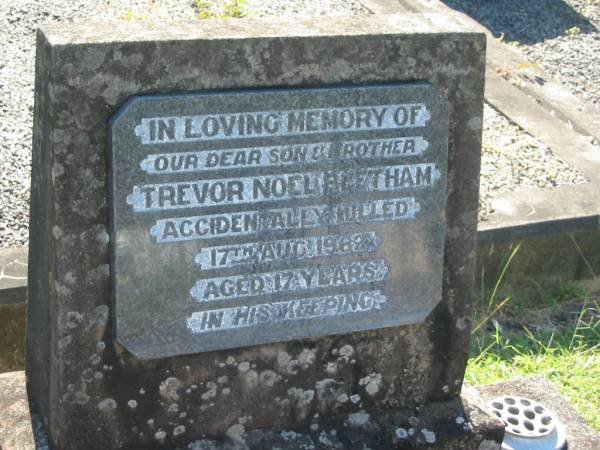 IN LOVING MEMORY OF
OUR DEAR SON & BROTHER
TREVOR NOEL BEETHAM
ACCIDENTALLY KILLED
17TH AUG. 1962
AGED 17 YEARS
IN HIS KEEPING